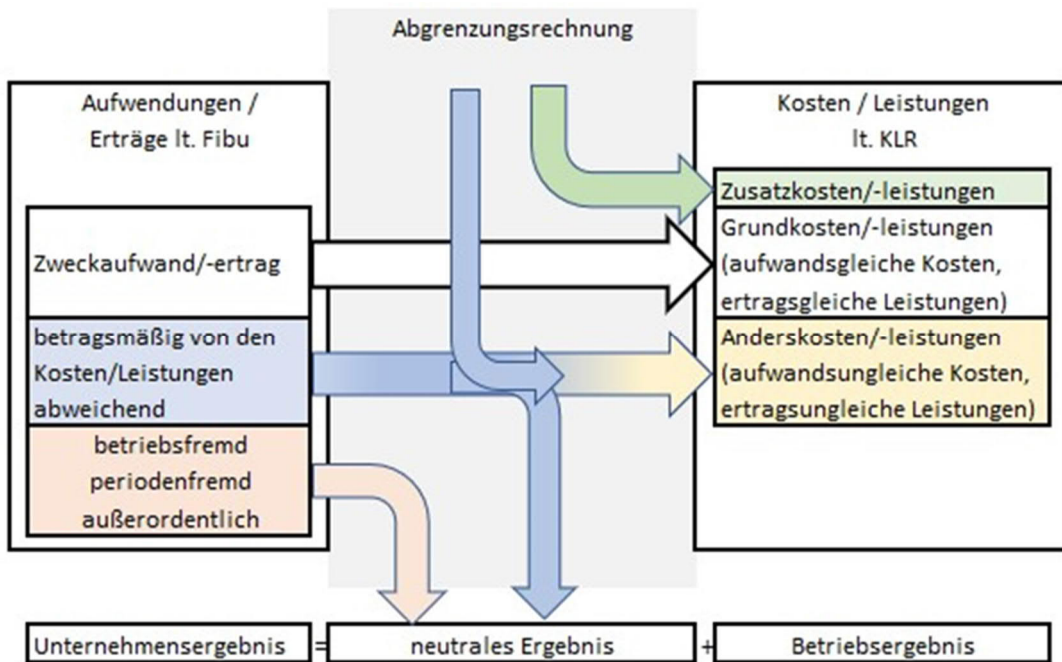 Abgrenzungsrechnung
Aufwendungen /
Erträge lt. Fibu
Kosten / Leistungen
lt. KLR
Zusatzkosten/-leistungen
Zweckaufwand/-ertrag
Grundkosten/-leistungen
(aufwandsgleiche Kosten,
ertragsgleiche Leistungen)
betragsmäßig von den
Kosten/Leistungen
abweichend
Anderskosten/-leistungen
(aufwandsungleiche Kosten,
ertragsungleiche Leistungen)
betriebsfremd
periodenfremd
außerordentlich
Unternehmensergebnis = neutrales Ergebnis + Betriebsergebnis